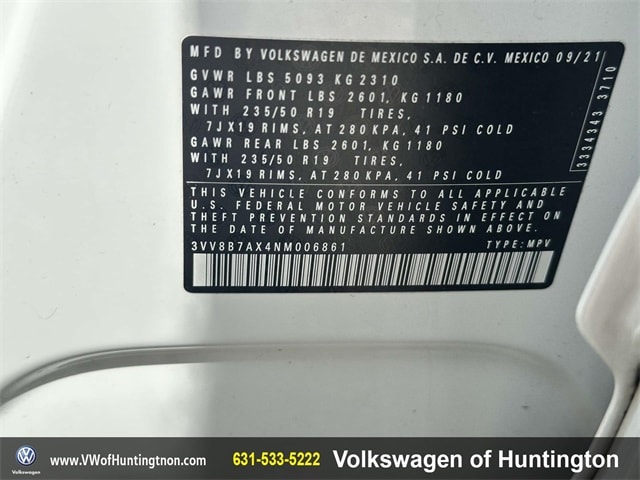 MFD BY VOLKSWAGEN DE MEXICO S.A. DE C.V. MEXICO 09/21
GVWR LBS 5093 KG 2310
GAWR FRONT LBS 2601, KG 1180
WITH 235/50 R19 TIRES,
7JX19 RIMS, AT 280 KPA, 41 PSI COLD
GAWR REAR LBS 2601, KG 1180
WITH 235/50 R19 TIRES,
7JX19 RIMS, AT 280 KPA, 41 PSI COLD
THIS VEHICLE CONFORMS TO ALL APPLICABLE
U.S. FEDERAL MOTOR VEHICLE SAFETY AND
THEFT PREVENTION STANDARDS IN EFFECT ON
THE DATE OF MANUFACTURE SHOWN ABOVE.
3VV8B7AX4NM006861 TYPE: MPV
3334343 3710
Volkswagen
www.VWofHuntingtnon.com
631-533-5222
Volkswagen of Huntington